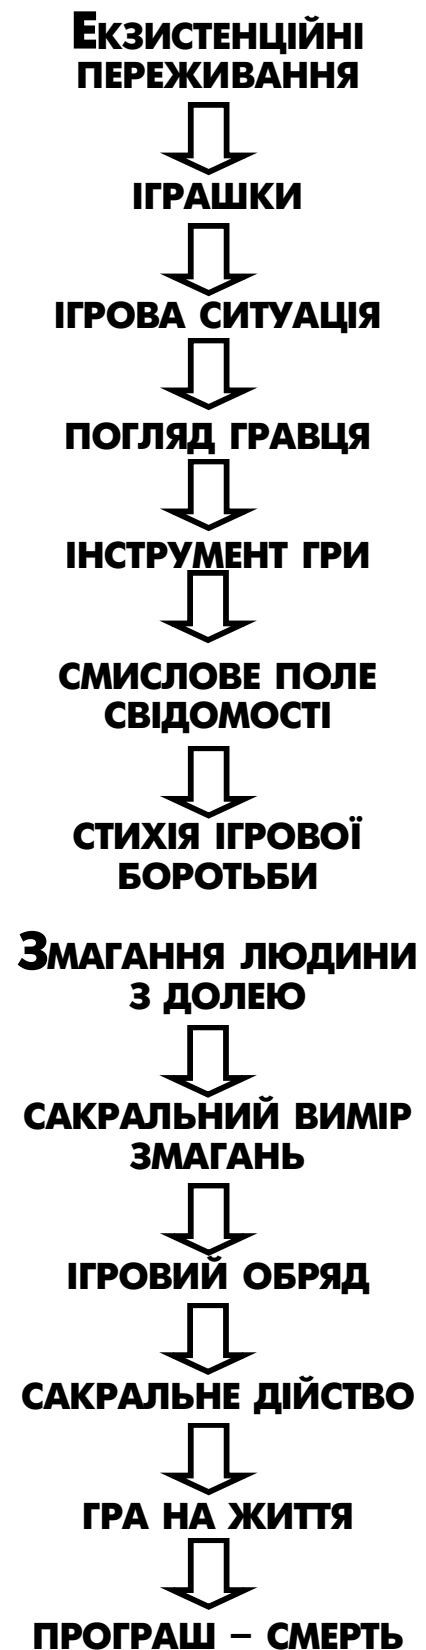 ЕКЗИСТЕНЦІЙНІ
ПЕРЕЖИВАННЯ
ІГРАШКИ
ІГРОВА СИТУАЦІЯ
ПОГЛЯД ГРАВЦЯ
ІНСТРУМЕНТ ГРИ
СМИСЛОВЕ ПОЛЕ
СВІДОМОСТІ
СТИХІЯ ІГРОВОЇ
БОРОТЬБИ
ЗМАГАННЯ ЛЮДИНИ
З ДОЛЕЮ
САКРАЛЬНИЙ ВИМІР
ЗМАГАНЬ
ІГРОВИЙ ОБРЯД
САКРАЛЬНЕ ДІЙСТВО
ГРА НА ЖИТТЯ
ПРОГРАШ – СМЕРТЬ